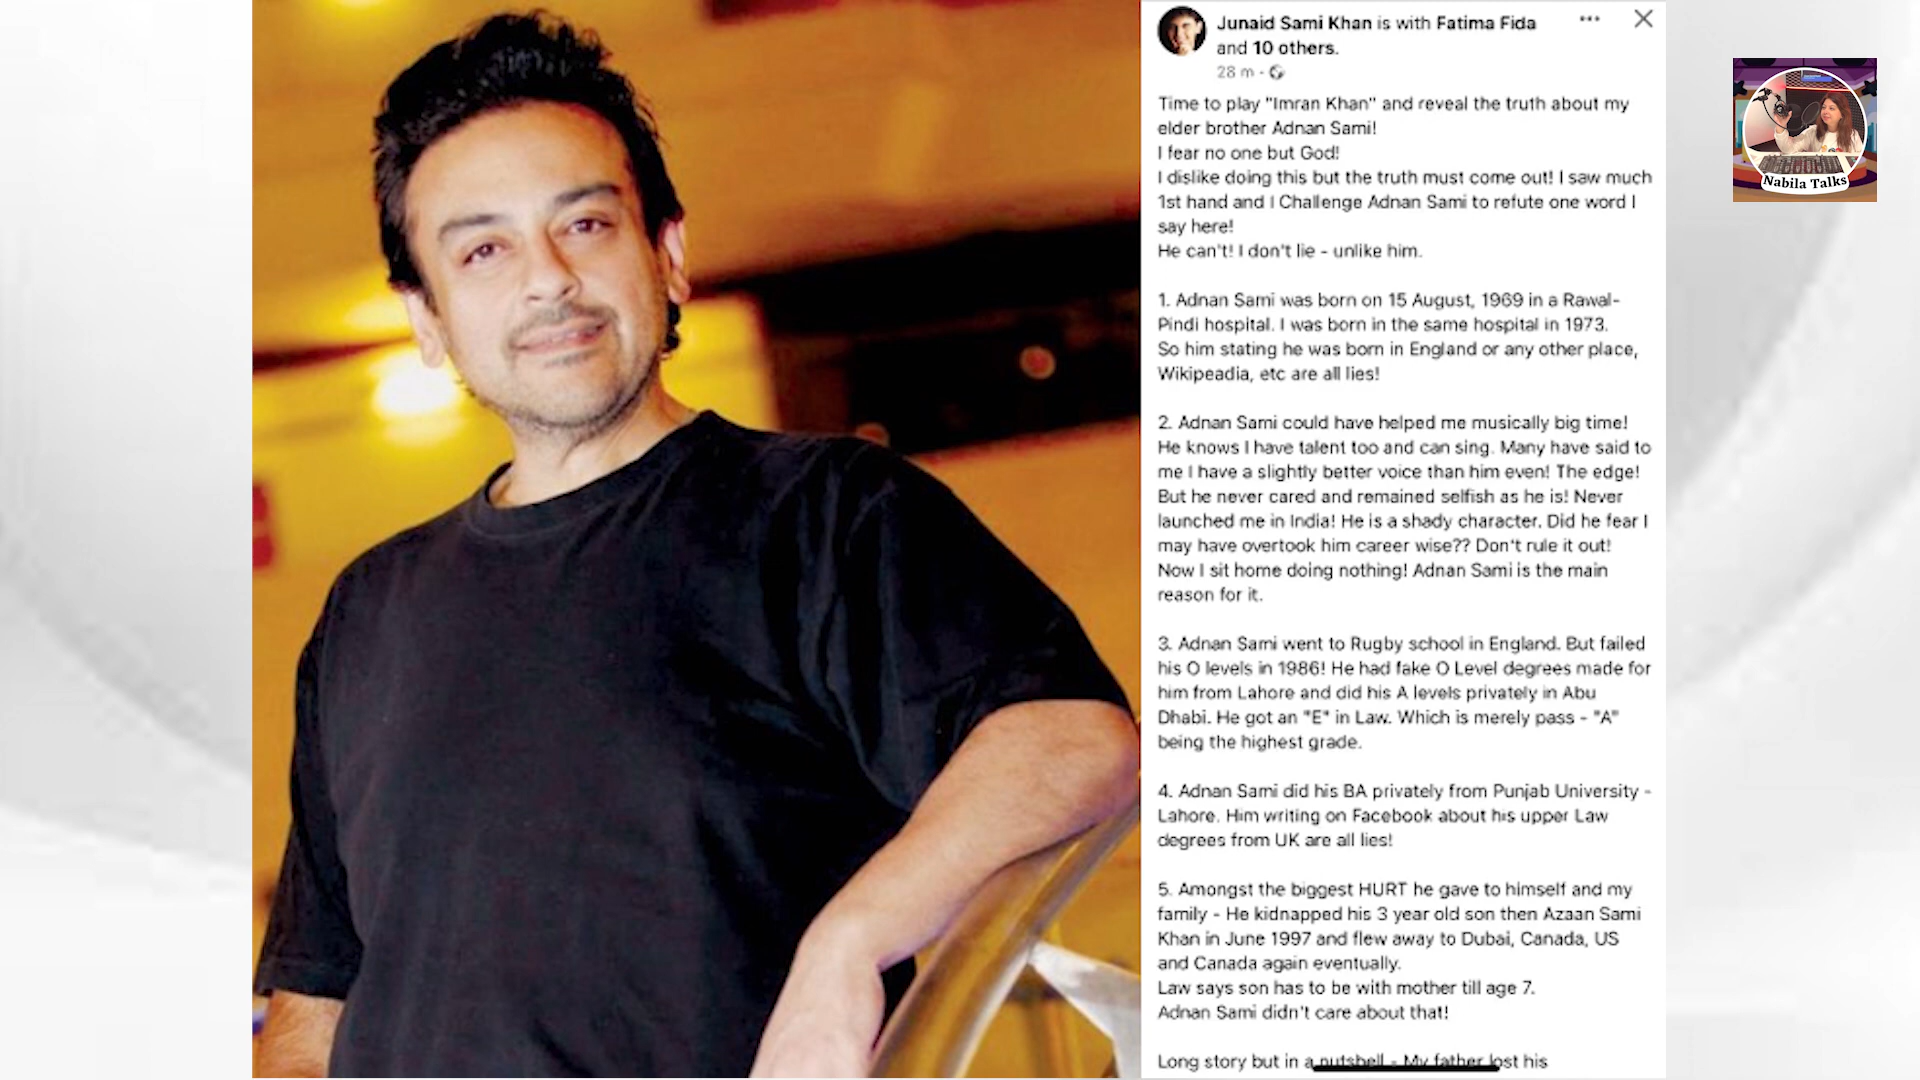 Junaid Sami Khan is with Fatima Fida
and 10 others.
28 m
Time to play "Imran Khan" and reveal the truth about my
elder brother Adnan Sami!
I fear no one but God!
I dislike doing this but the truth must come out! I saw much
1st hand and I Challenge Adnan Sami to refute one word I
say here!
He can't! I don't lie - unlike him.
1. Adnan Sami was born on 15 August, 1969 in a Rawal-
Pindi hospital. I was born in the same hospital in 1973.
So him stating he was born in England or any other place,
Wikipeadia, etc are all lies!
2. Adnan Sami could have helped me musically big time!
He knows I have talent too and can sing. Many have said to
me I have a slightly better voice than him even! The edge!
But he never cared and remained selfish as he is! Never
launched me in India! He is a shady character. Did he fear I
may have overtook him career wise?? Don't rule it out!
Now I sit home doing nothing! Adnan Sami is the main
reason for it.
3. Adnan Sami went to Rugby school in England. But failed
his O levels in 1986! He had fake O Level degrees made for
him from Lahore and did his A levels privately in Abu
Dhabi. He got an "E" in Law. Which is merely pass - "A"
being the highest grade.
4. Adnan Sami did his BA privately from Punjab University -
Lahore. Him writing on Facebook about his upper Law
degrees from UK are all lies!
5. Amongst the biggest HURT he gave to himself and my
family - He kidnapped his 3 year old son then Azaan Sami
Khan in June 1997 and flew away to Dubai, Canada, US
and Canada again eventually.
Law says son has to be with mother till age 7.
Adnan Sami didn't care about that!
Long story but in a nutshell - My father lost his
Nabila Talks